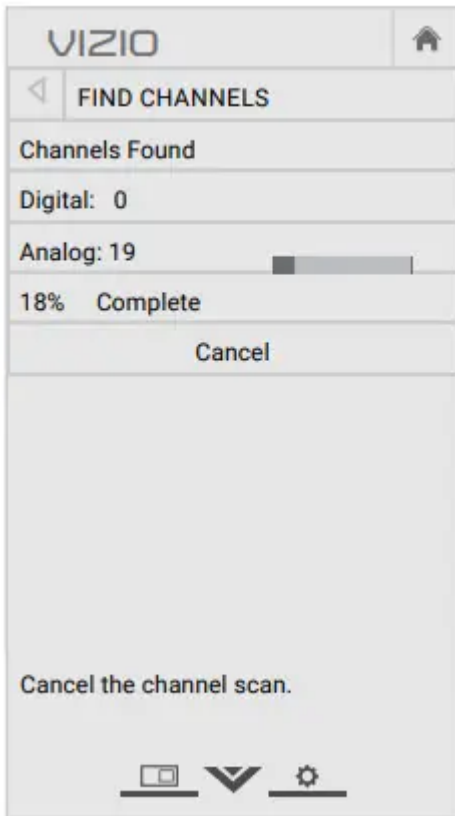 VIZIO
FIND CHANNELS
Channels Found
Digital: 0
Analog: 19
18% Complete
Cancel
Cancel the channel scan.